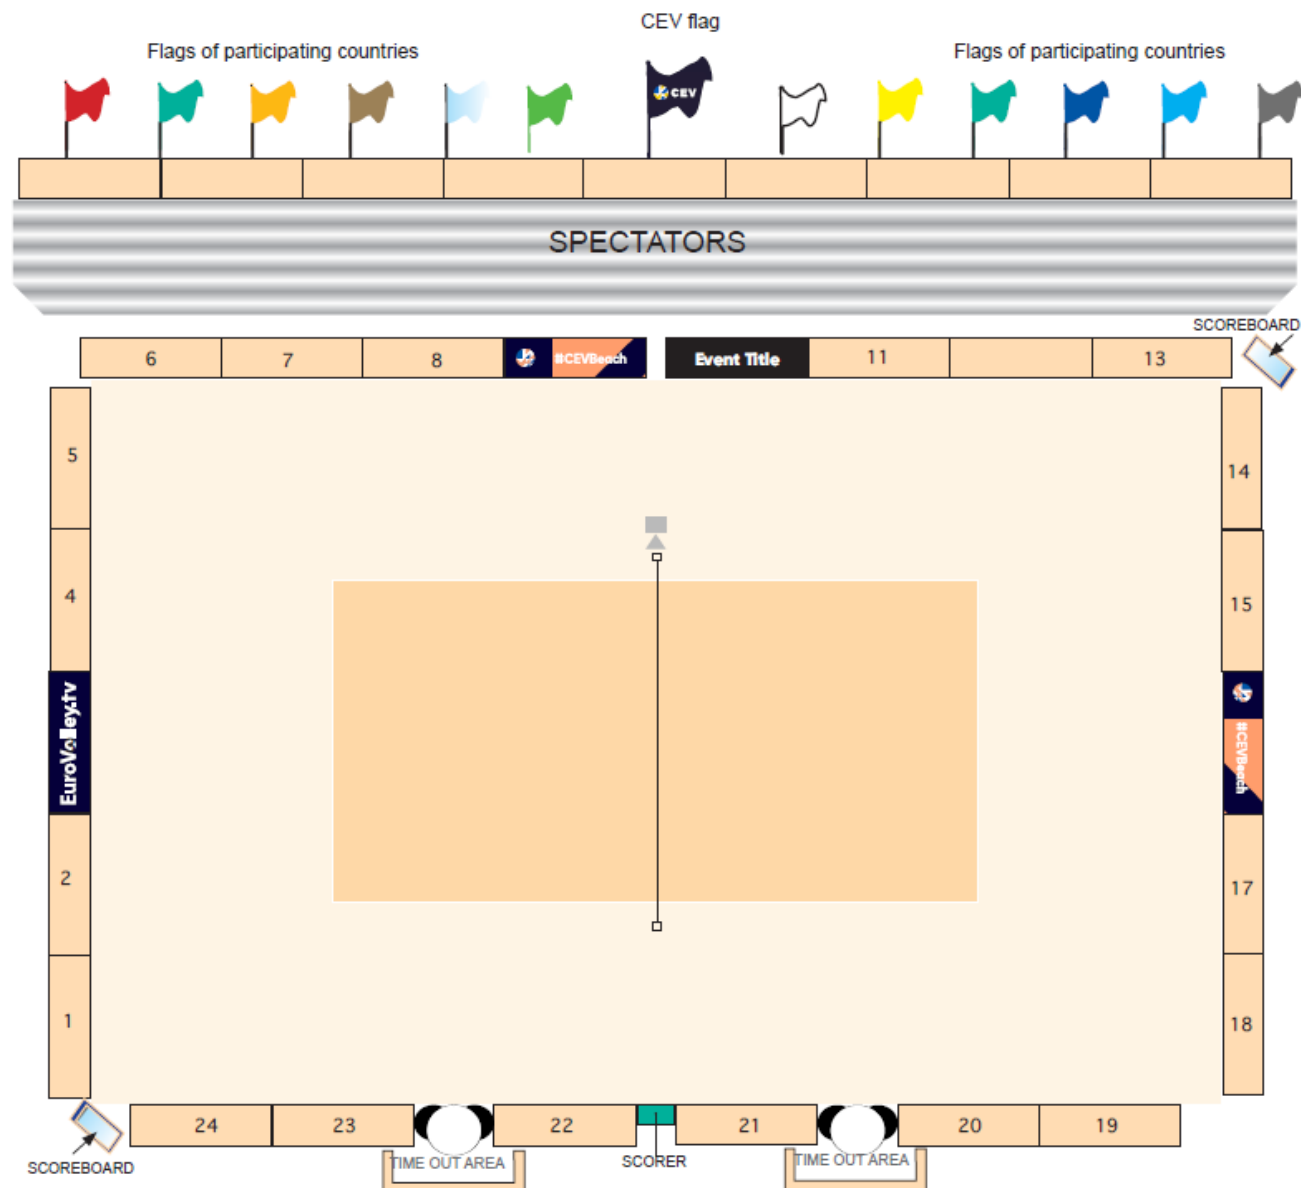 CEV flag
Flags of participating countries
Flags of participating countries
CEV
SPECTATORS
SCOREBOARD
6
7
8
#CEVBeach
Event Title
11
13
5
14
4
15
EuroVolley.tv
#CEVBeach
2
17
1
18
24
23
22
21
20
19
SCOREBOARD
TIME OUT AREA
SCORER
TIME OUT AREA